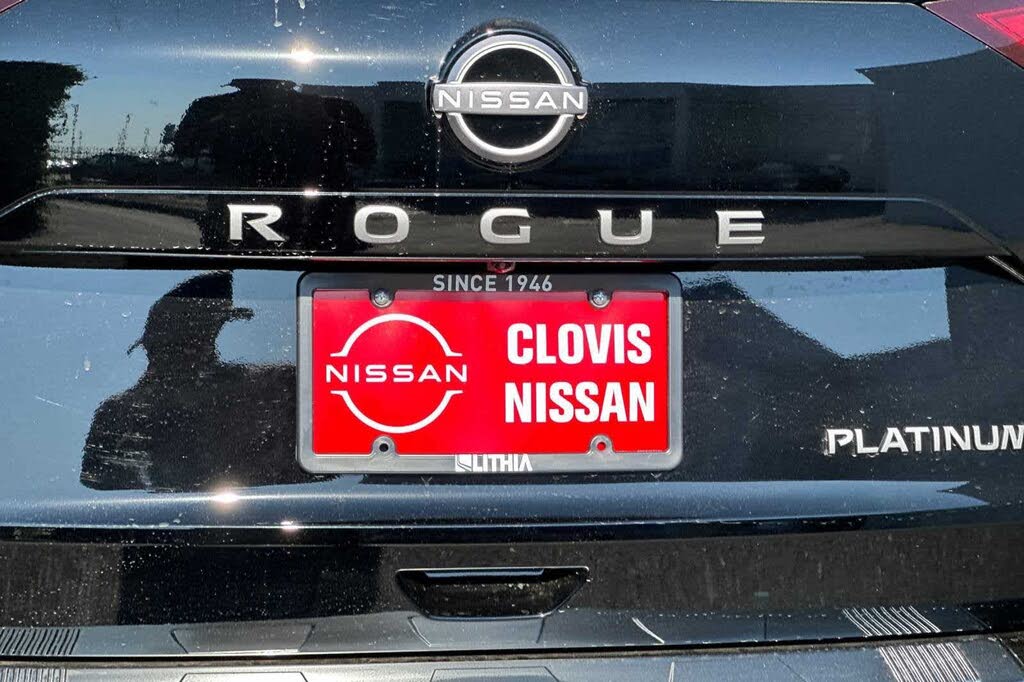 NISSAN
ROGUE
SINCE 1946
NISSAN
CLOVIS
NISSAN
PLATINUM
LITHIA